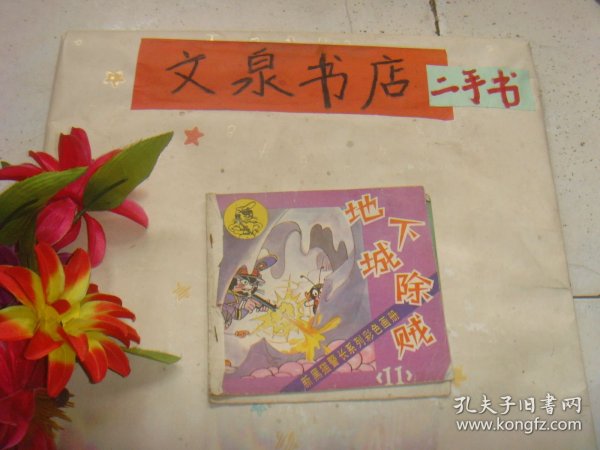 文泉书店
二手书
地下城除贼
新黑猫警长系列彩色画册
〈11〉
孔夫子旧书网
www.kongfz.com